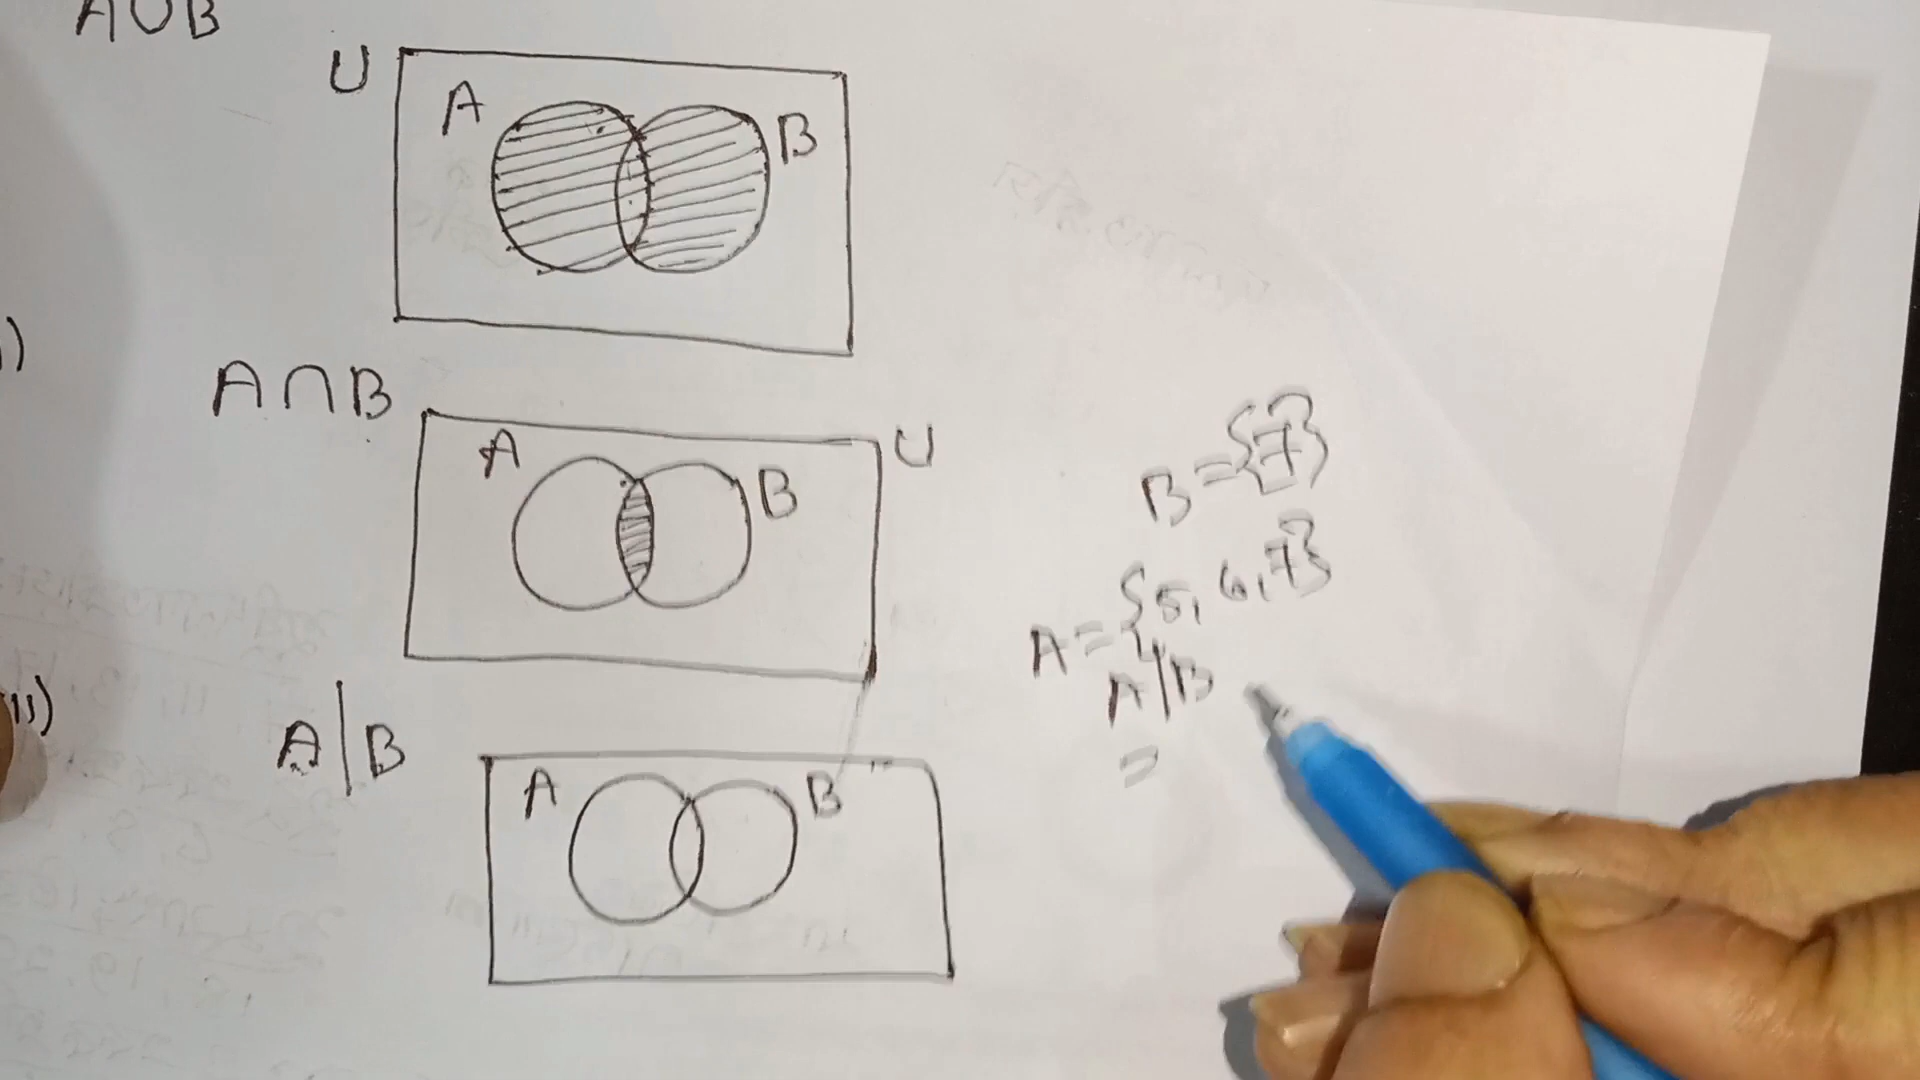 A∪B
U
A
B
)
A∩B
U
A
B
ii)
A|B
A
B
B={7}
A={5,6,7}
A|B
=